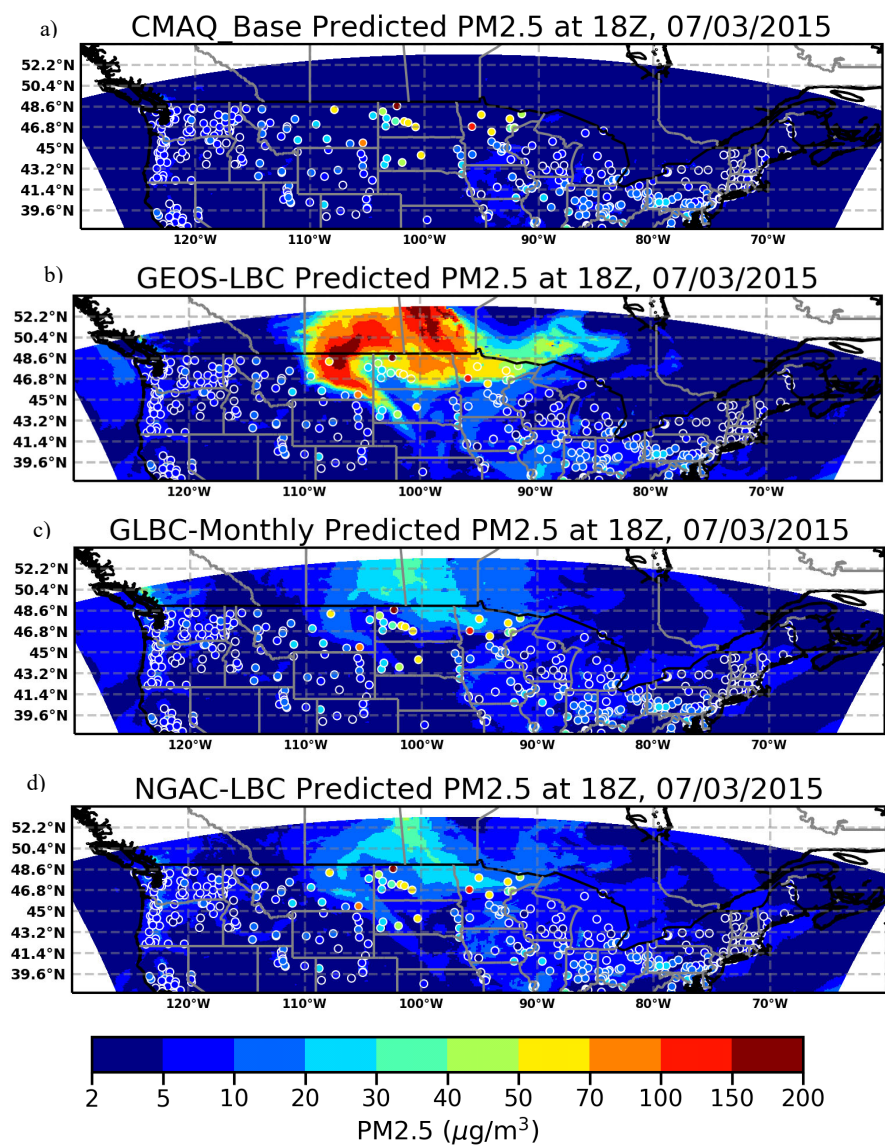 a)
CMAQ_Base Predicted PM2.5 at 18Z, 07/03/2015
52.2°N
50.4°N
48.6°N
46.8°N
45°N
43.2°N
41.4°N
39.6°N
120°W 110°W 100°W 90°W 80°W 70°W
b)
GEOS-LBC Predicted PM2.5 at 18Z, 07/03/2015
52.2°N
50.4°N
48.6°N
46.8°N
45°N
43.2°N
41.4°N
39.6°N
120°W 110°W 100°W 90°W 80°W 70°W
c)
GLBC-Monthly Predicted PM2.5 at 18Z, 07/03/2015
52.2°N
50.4°N
48.6°N
46.8°N
45°N
43.2°N
41.4°N
39.6°N
120°W 110°W 100°W 90°W 80°W 70°W
d)
NGAC-LBC Predicted PM2.5 at 18Z, 07/03/2015
52.2°N
50.4°N
48.6°N
46.8°N
45°N
43.2°N
41.4°N
39.6°N
120°W 110°W 100°W 90°W 80°W 70°W
2 5 10 20 30 40 50 70 100 150 200
PM2.5 (μg/m³)